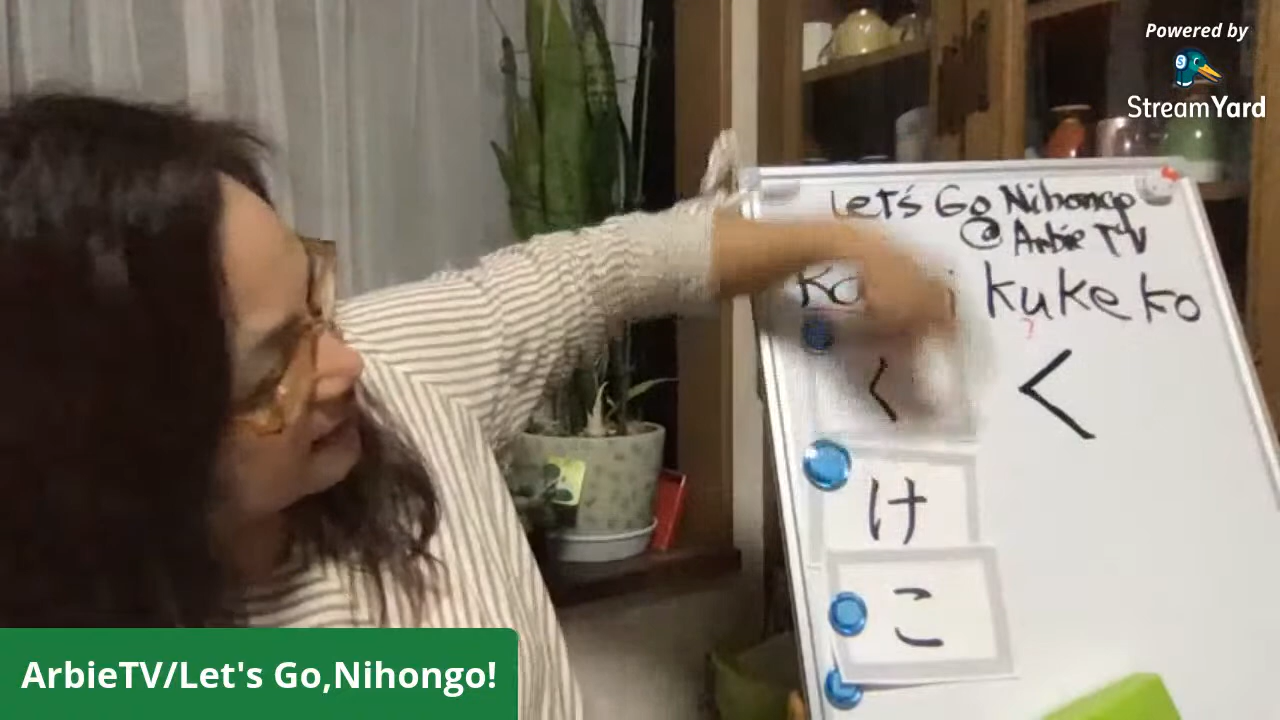 Powered by
StreamYard
Let's Go Nihongo
@ Arbie TV
ku ke ko
く く
け
こ
ArbieTV/Let's Go,Nihongo!